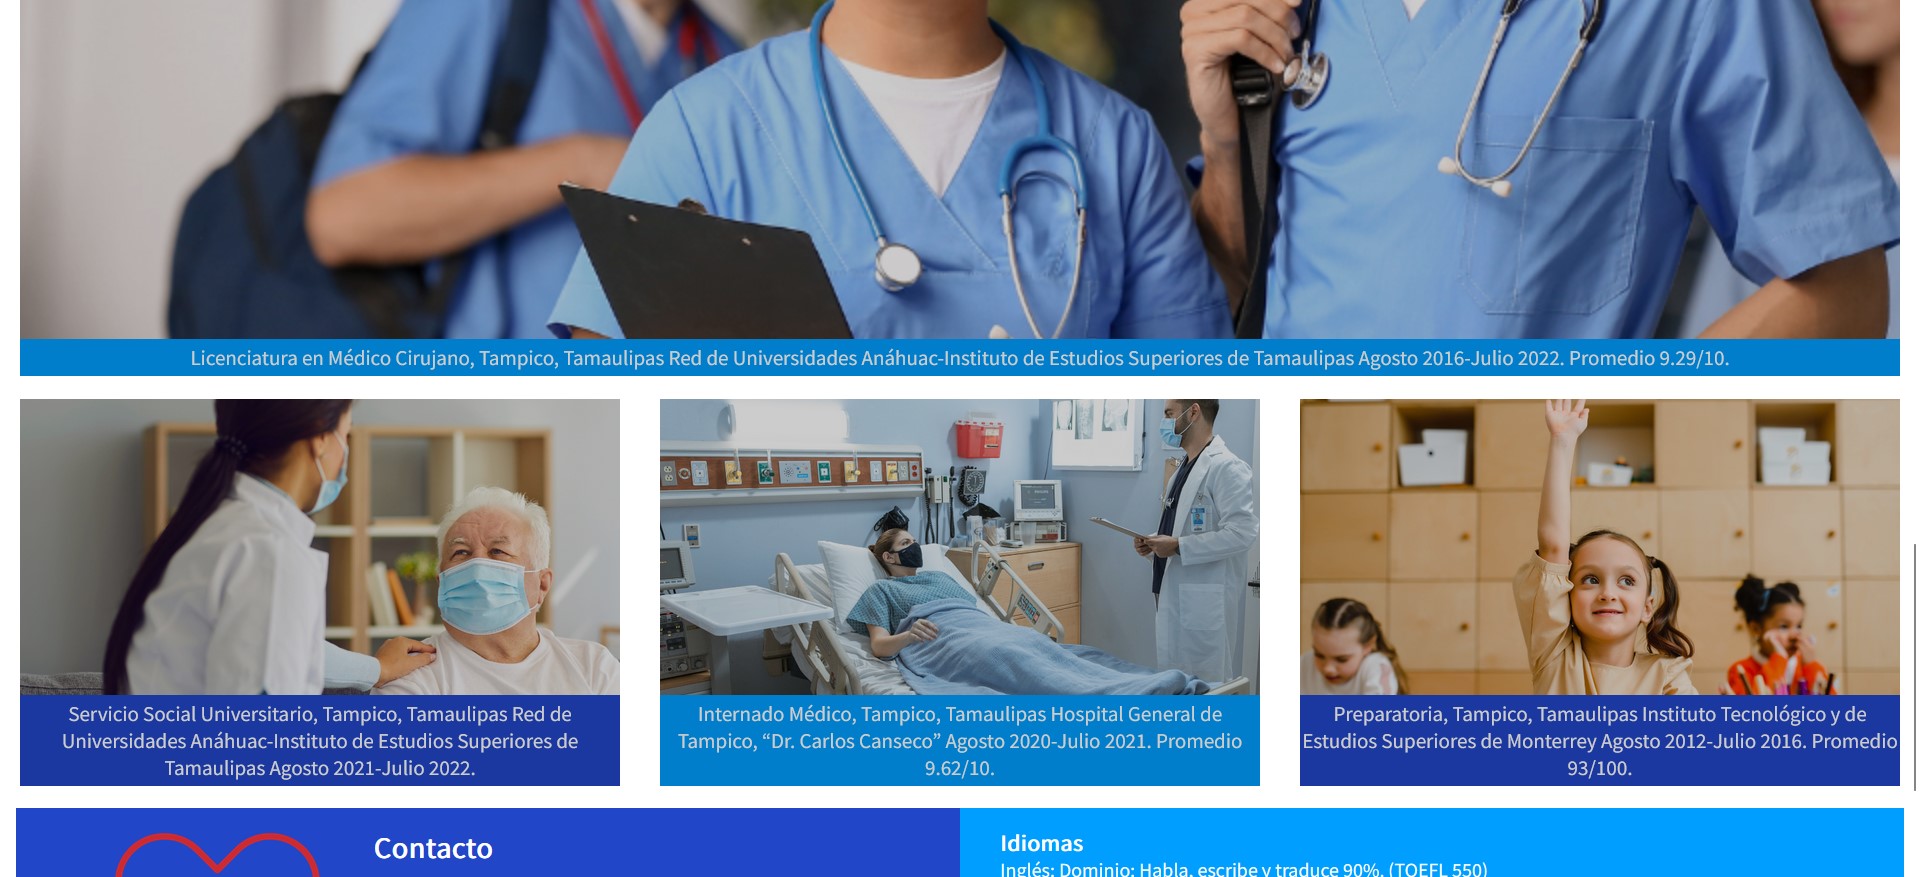 Licenciatura en Médico Cirujano, Tampico, Tamaulipas Red de Universidades Anáhuac-Instituto de Estudios Superiores de Tamaulipas Agosto 2016-Julio 2022. Promedio 9.29/10.
Servicio Social Universitario, Tampico, Tamaulipas Red de
Universidades Anáhuac-Instituto de Estudios Superiores de
Tamaulipas Agosto 2021-Julio 2022.
Internado Médico, Tampico, Tamaulipas Hospital General de
Tampico, “Dr. Carlos Canseco” Agosto 2020-Julio 2021. Promedio
9.62/10.
Preparatoria, Tampico, Tamaulipas Instituto Tecnológico y de
Estudios Superiores de Monterrey Agosto 2012-Julio 2016. Promedio
93/100.
Contacto
Idiomas
Inglés: Dominio: Habla, escribe y traduce 90%. (TOEFL 550)